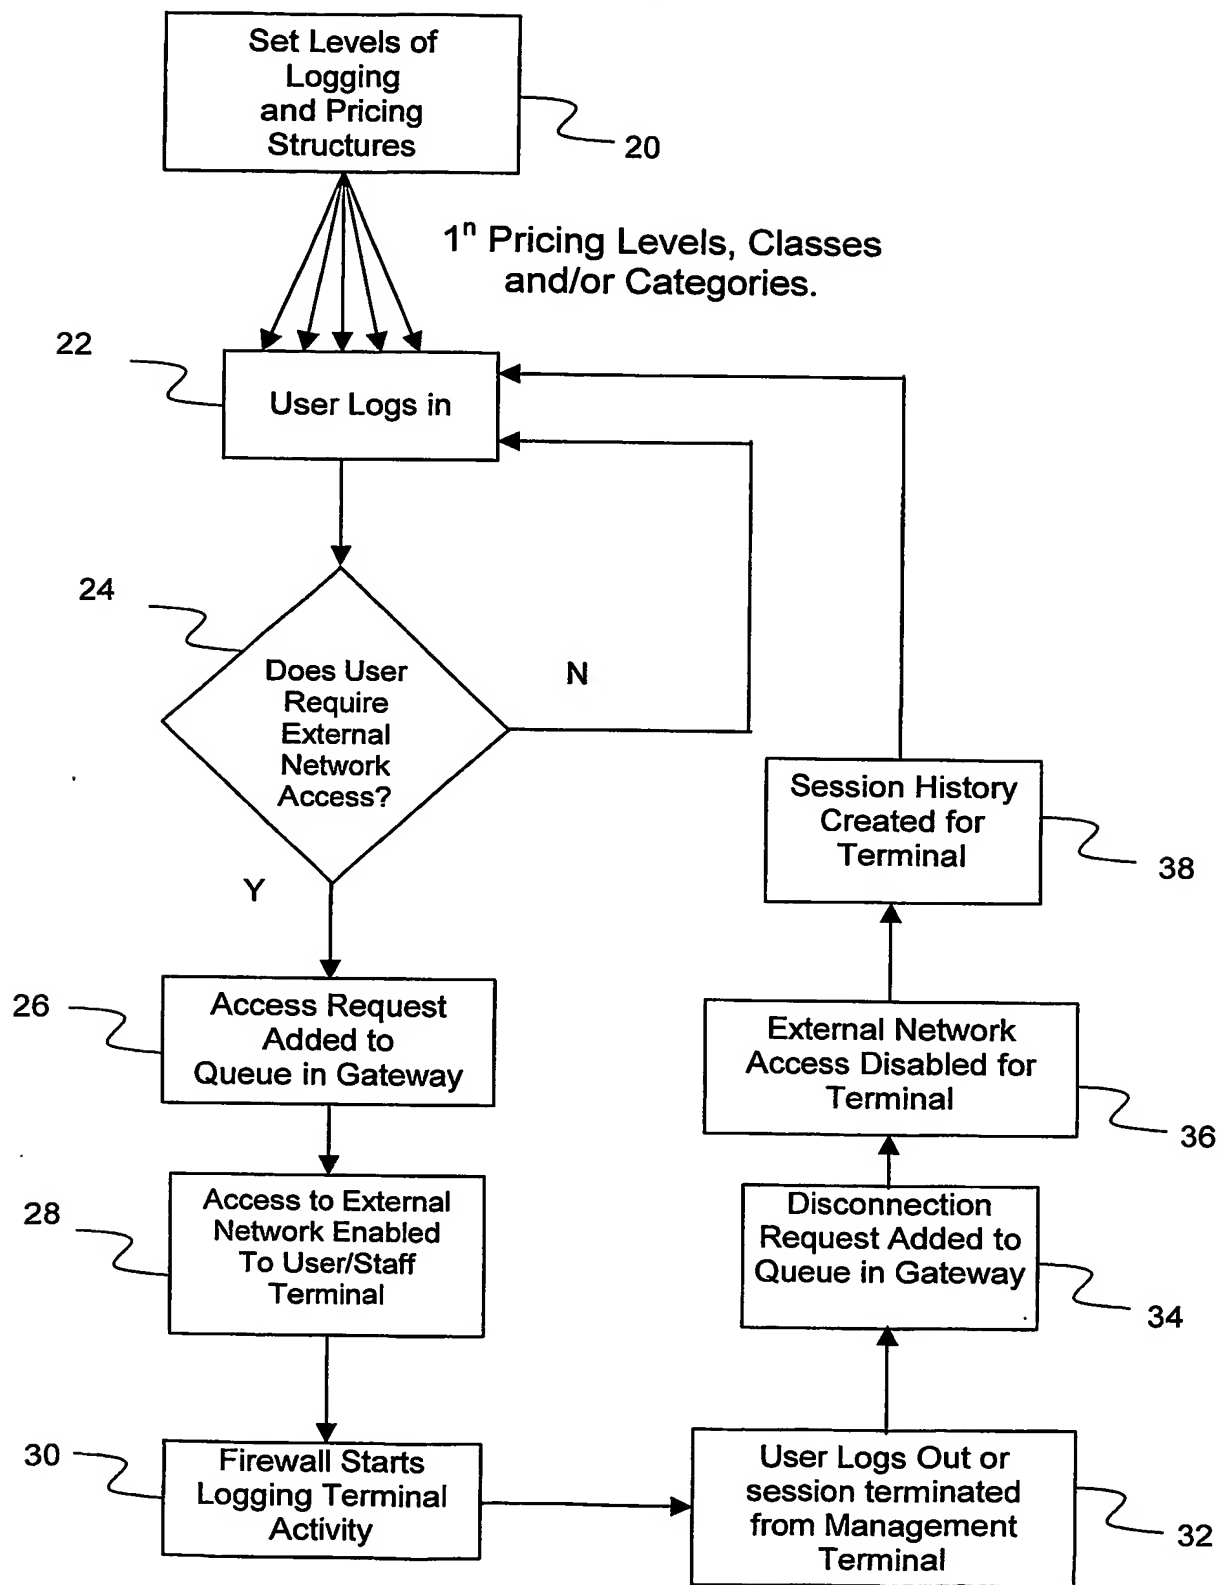 Set Levels of
Logging
and Pricing
Structures
20
1ⁿ Pricing Levels, Classes
and/or Categories.
22
User Logs in
24
Does User
Require
External
Network
Access?
N
Y
26
Access Request
Added to
Queue in Gateway
28
Access to External
Network Enabled
To User/Staff
Terminal
30
Firewall Starts
Logging Terminal
Activity
User Logs Out or
session terminated
from Management
Terminal
32
Disconnection
Request Added to
Queue in Gateway
34
External Network
Access Disabled for
Terminal
36
Session History
Created for
Terminal
38